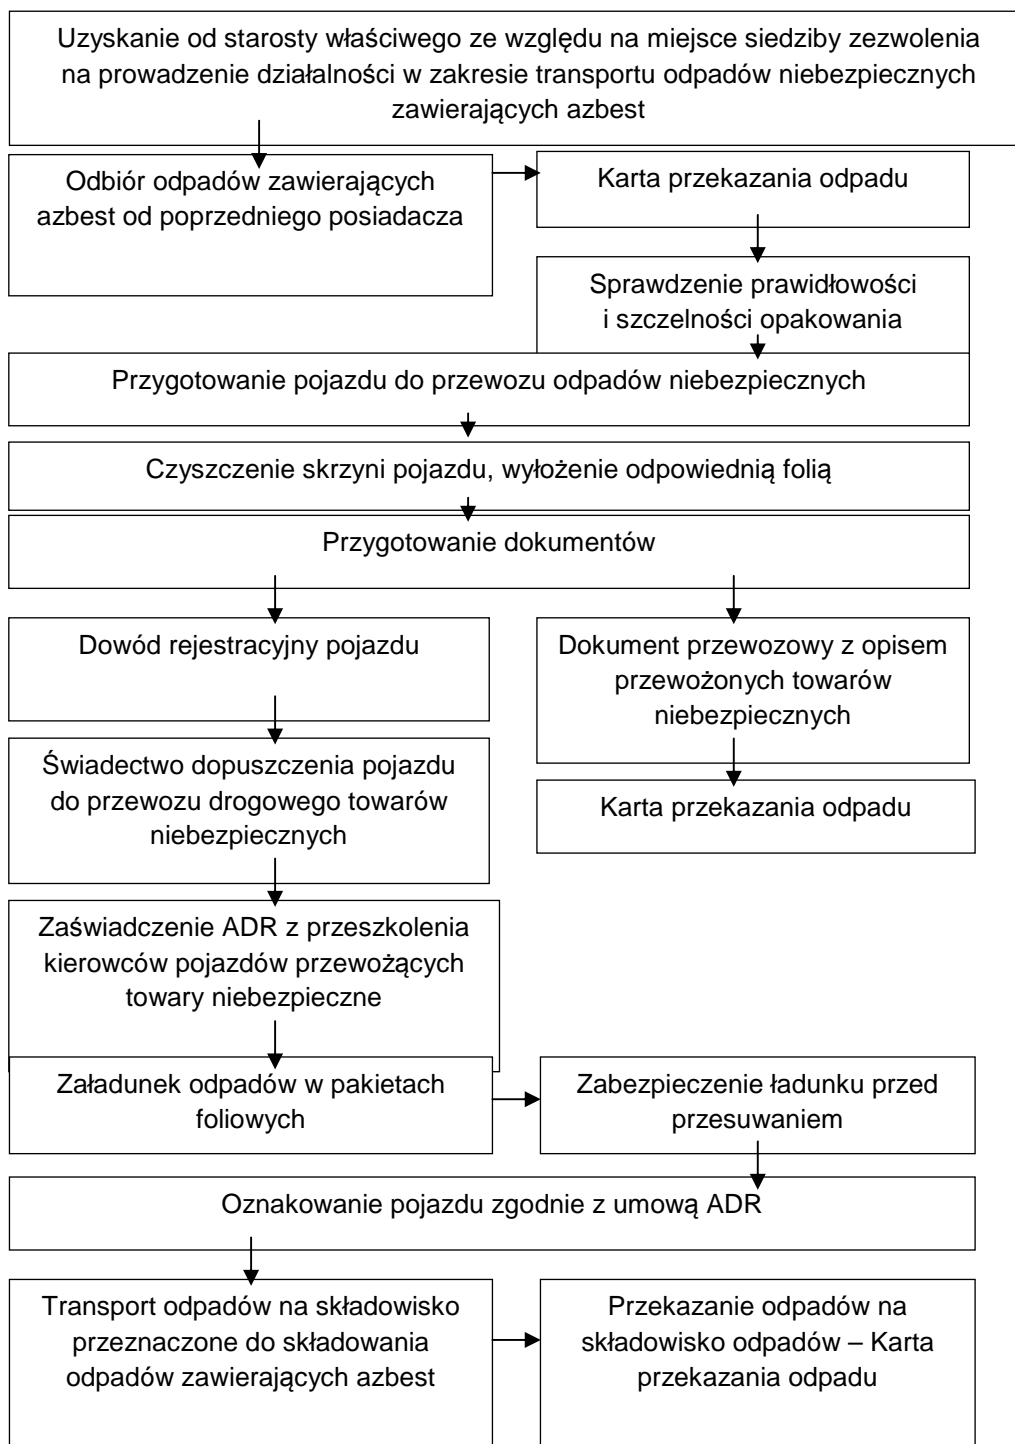 Uzyskanie od starosty właściwego ze względu na miejsce siedziby zezwolenia
na prowadzenie działalności w zakresie transportu odpadów niebezpiecznych
zawierających azbest
Odbiór odpadów zawierających
azbest od poprzedniego posiadacza
Karta przekazania odpadu
Sprawdzenie prawidłowości
i szczelności opakowania
Przygotowanie pojazdu do przewozu odpadów niebezpiecznych
Czyszczenie skrzyni pojazdu, wyłożenie odpowiednią folią
Przygotowanie dokumentów
Dowód rejestracyjny pojazdu
Świadectwo dopuszczenia pojazdu
do przewozu drogowego towarów
niebezpiecznych
Zaświadczenie ADR z przeszkolenia
kierowców pojazdów przewożących
towary niebezpieczne
Dokument przewozowy z opisem
przewożonych towarów
niebezpiecznych
Karta przekazania odpadu
Załadunek odpadów w pakietach
foliowych
Zabezpieczenie ładunku przed
przesuwaniem
Oznakowanie pojazdu zgodnie z umową ADR
Transport odpadów na składowisko
przeznaczone do składowania
odpadów zawierających azbest
Przekazanie odpadów na
składowisko odpadów – Karta
przekazania odpadu